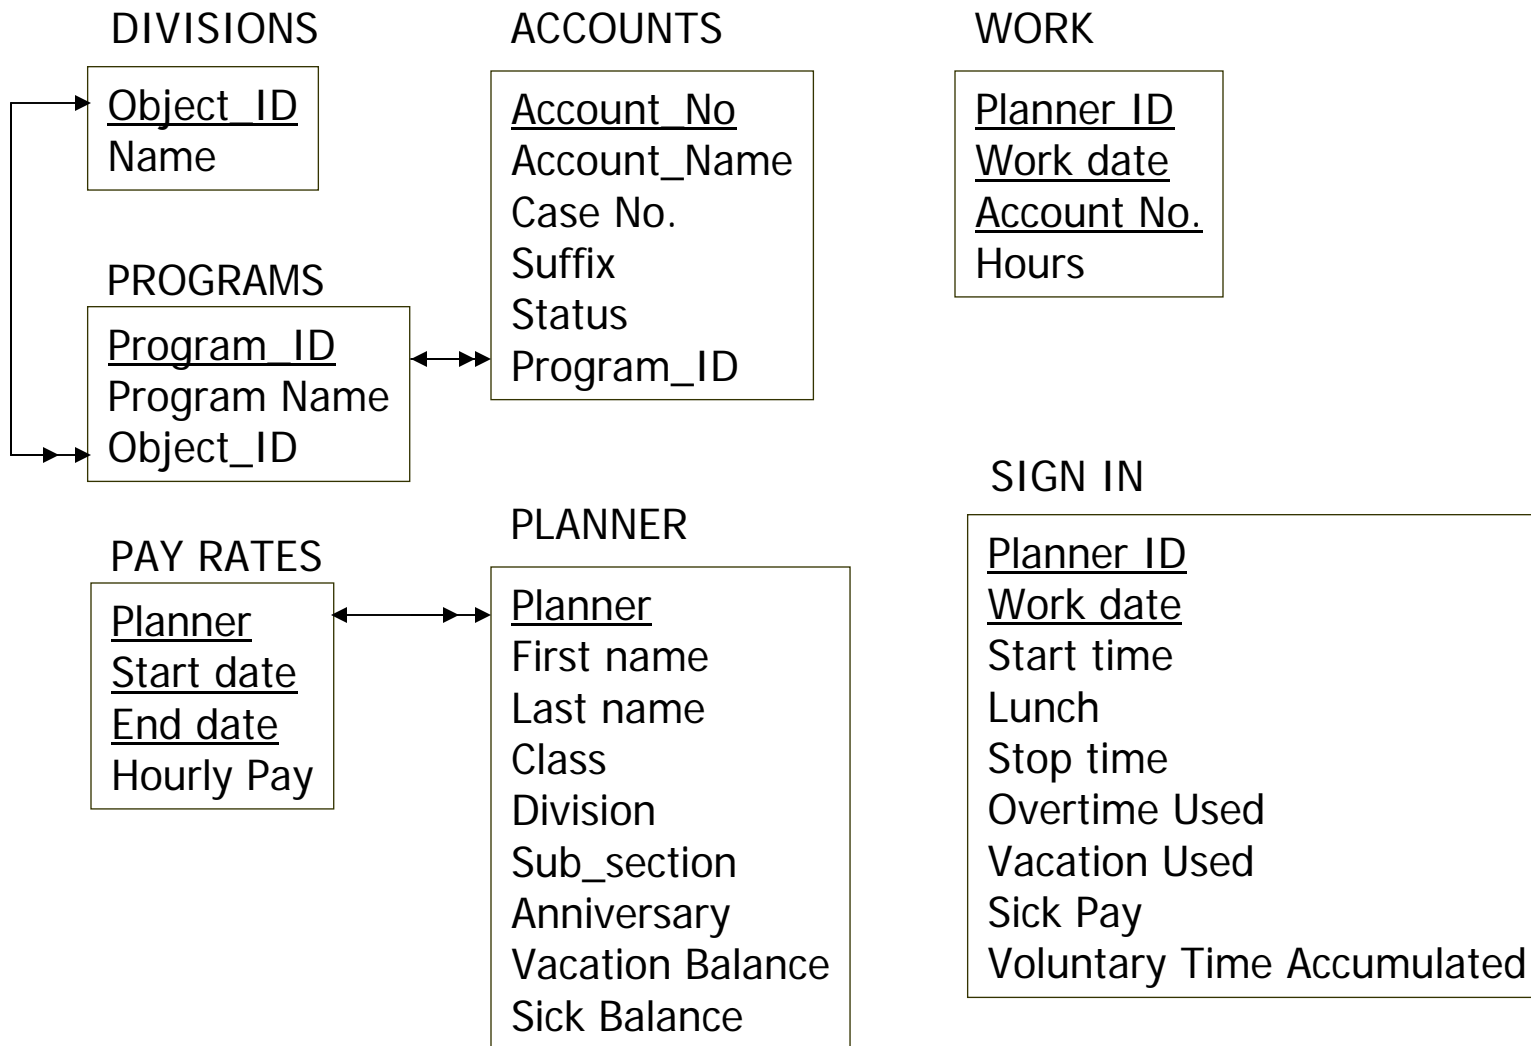 DIVISIONS
Object_ID
Name
PROGRAMS
Program_ID
Program Name
Object_ID
PAY RATES
Planner
Start date
End date
Hourly Pay
ACCOUNTS
Account_No
Account_Name
Case No.
Suffix
Status
Program_ID
PLANNER
Planner
First name
Last name
Class
Division
Sub_section
Anniversary
Vacation Balance
Sick Balance
WORK
Planner ID
Work date
Account No.
Hours
SIGN IN
Planner ID
Work date
Start time
Lunch
Stop time
Overtime Used
Vacation Used
Sick Pay
Voluntary Time Accumulated